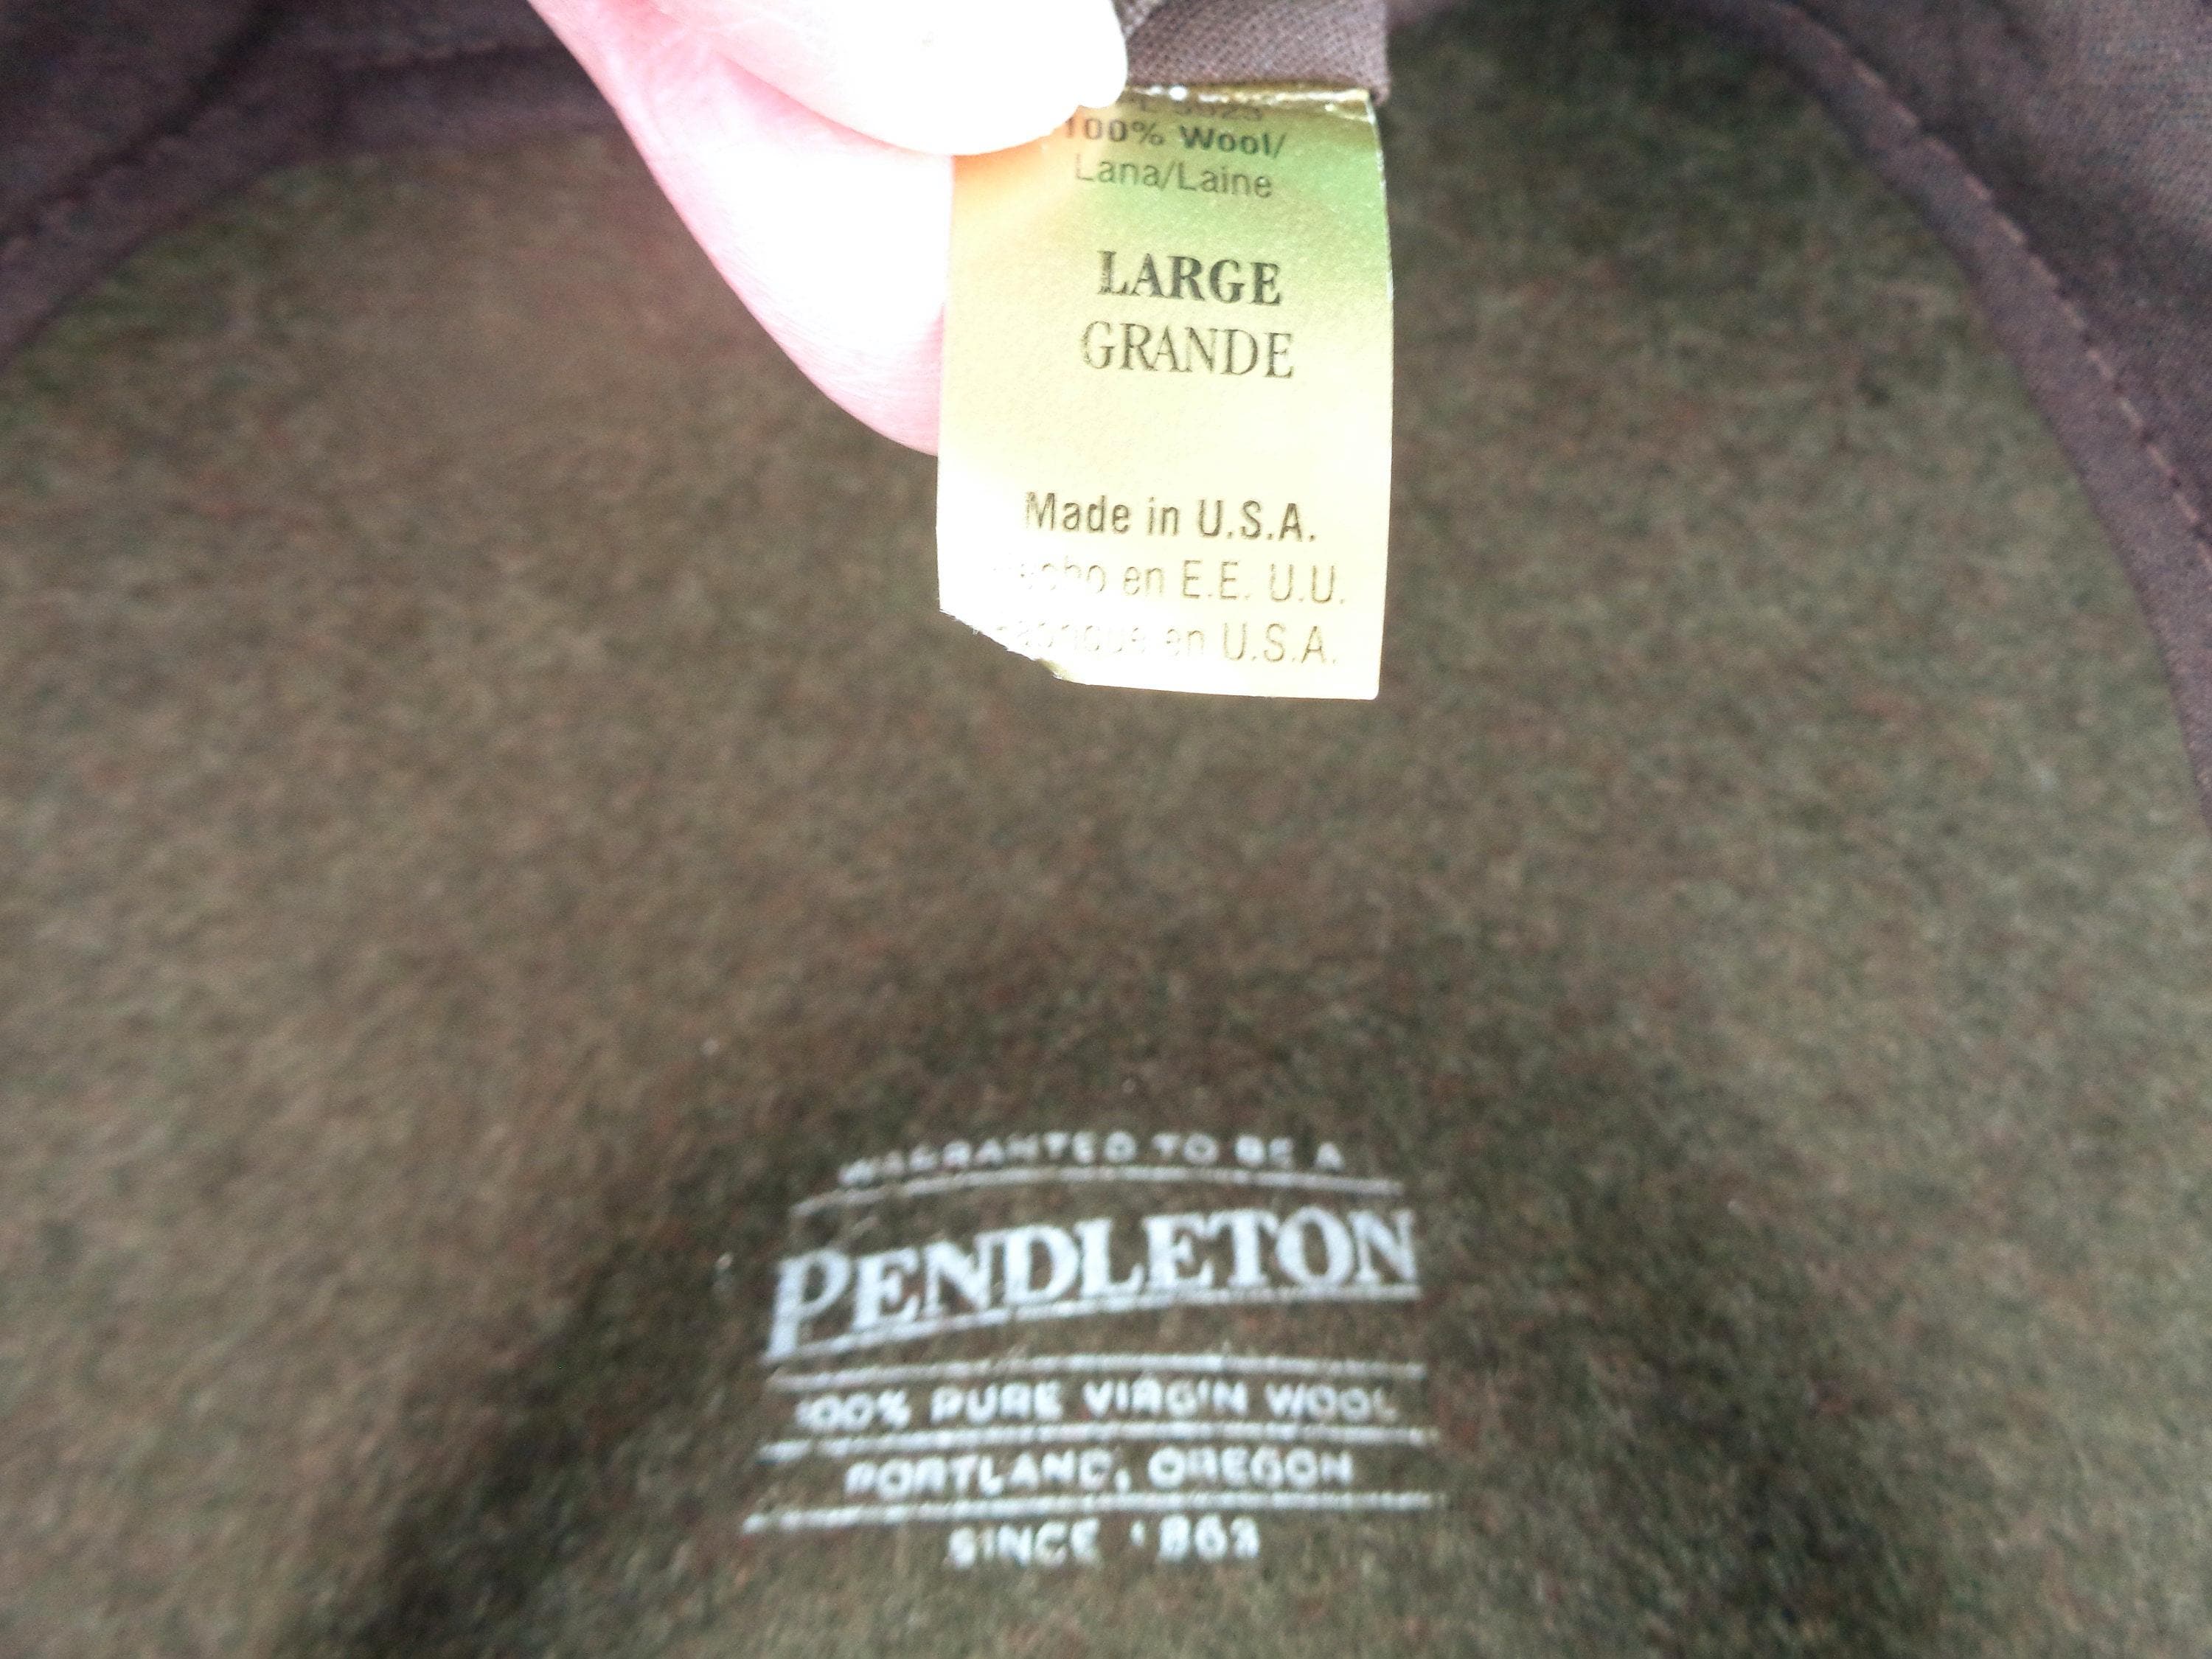 100% Wool/
Lana/Laine
LARGE
GRANDE
Made in U.S.A.
en E.E. U.U.
en U.S.A.
WARRANTED TO BE A
PENDLETON
100% PURE VIRGIN WOOL
PORTLAND, OREGON
SINCE 1863